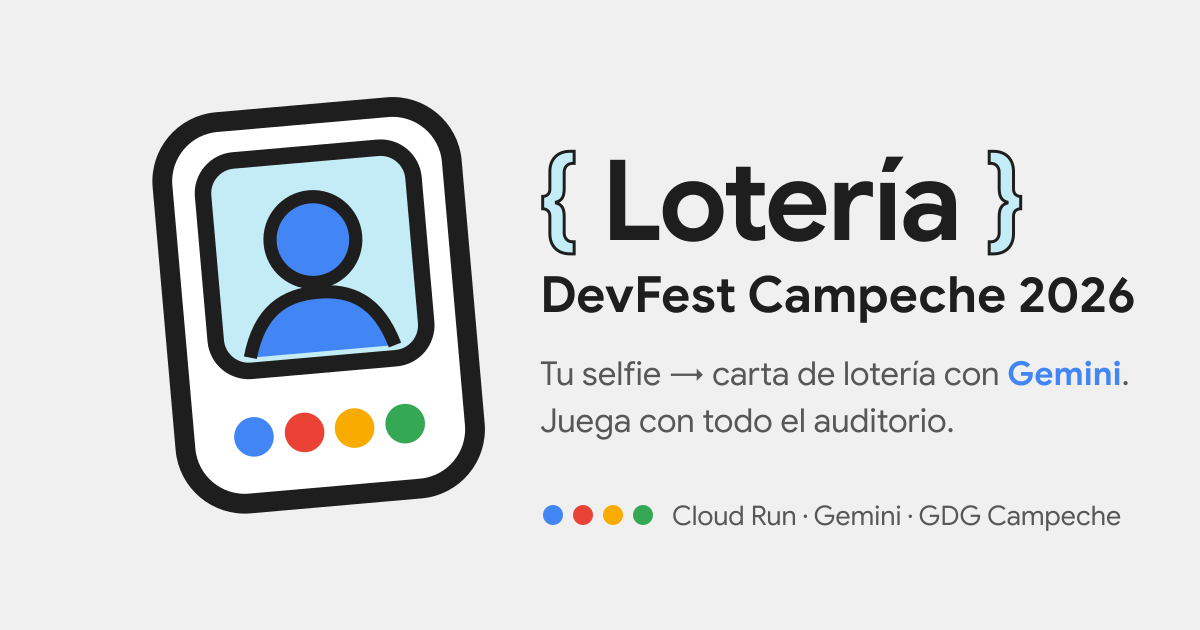 { Lotería }
DevFest Campeche 2026
Tu selfie → carta de lotería con Gemini.
Juega con todo el auditorio.
Cloud Run · Gemini · GDG Campeche